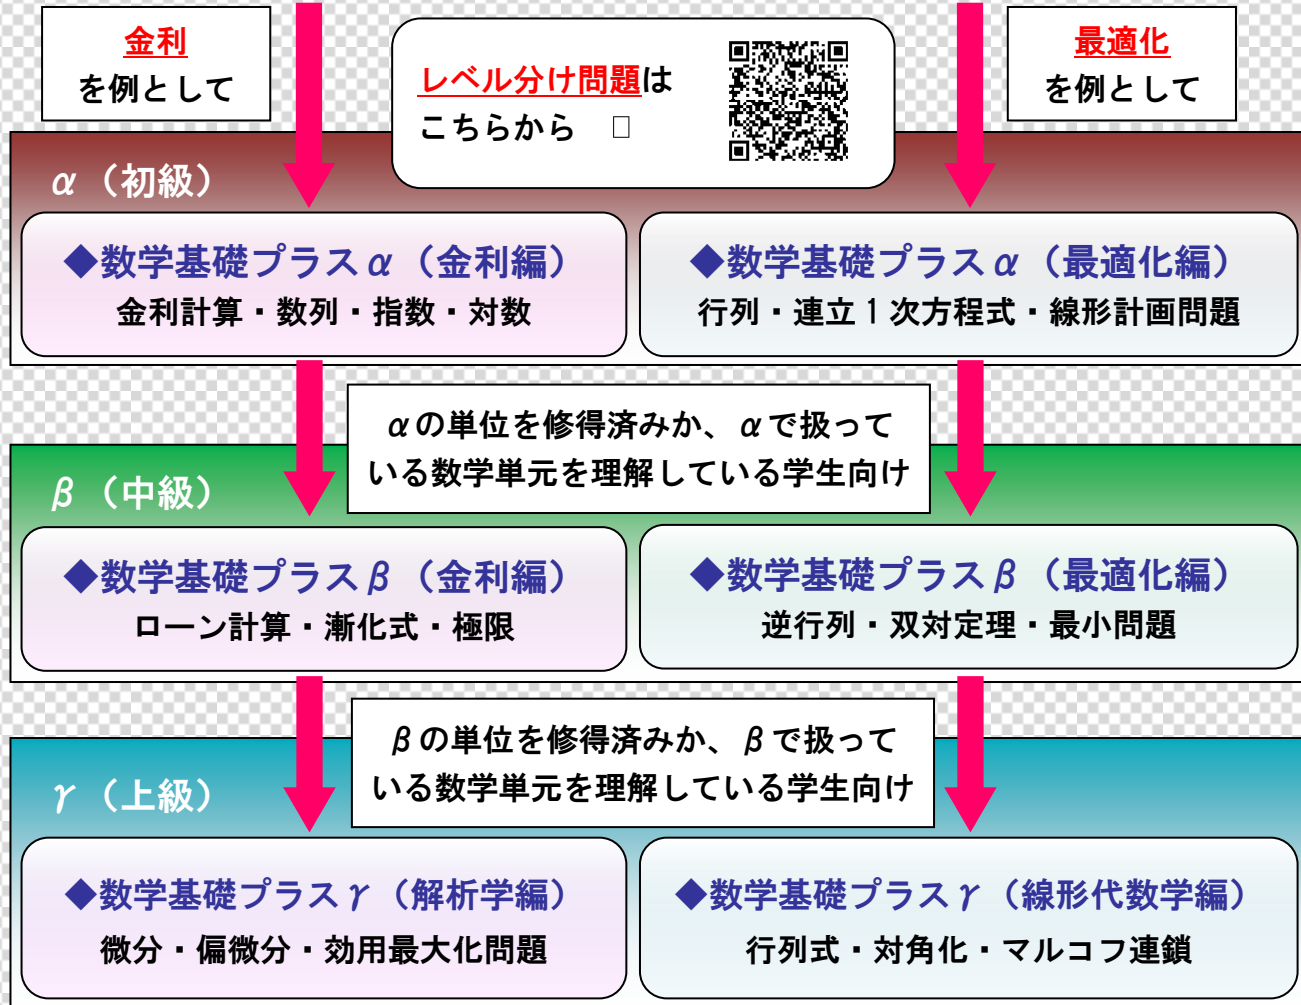 金利
を例として
レベル分け問題は
こちらから □
最適化
を例として
α（初級）
◆数学基礎プラスα（金利編）
金利計算・数列・指数・対数
◆数学基礎プラスα（最適化編）
行列・連立１次方程式・線形計画問題
αの単位を修得済みか、αで扱って
いる数学単元を理解している学生向け
β（中級）
◆数学基礎プラスβ（金利編）
ローン計算・漸化式・極限
◆数学基礎プラスβ（最適化編）
逆行列・双対定理・最小問題
βの単位を修得済みか、βで扱って
いる数学単元を理解している学生向け
γ（上級）
◆数学基礎プラスγ（解析学編）
微分・偏微分・効用最大化問題
◆数学基礎プラスγ（線形代数学編）
行列式・対角化・マルコフ連鎖